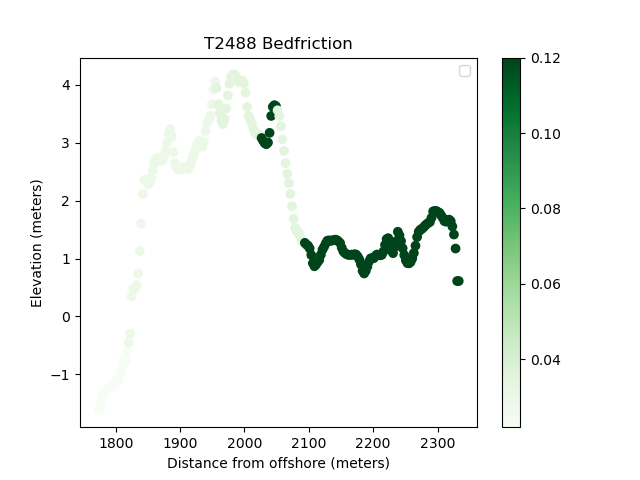 T2488 Bedfriction
4
3
2
1
0
−1
Elevation (meters)
1800 1900 2000 2100 2200 2300
Distance from offshore (meters)
0.12
0.10
0.08
0.06
0.04